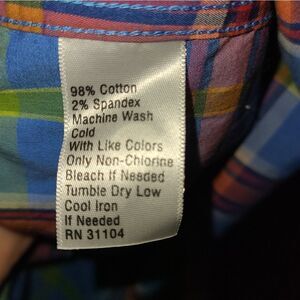 98% Cotton
2% Spandex
Machine Wash
Cold
With Like Colors
Only Non-Chlorine
Bleach If Needed
Tumble Dry Low
Cool Iron
If Needed
RN 31104